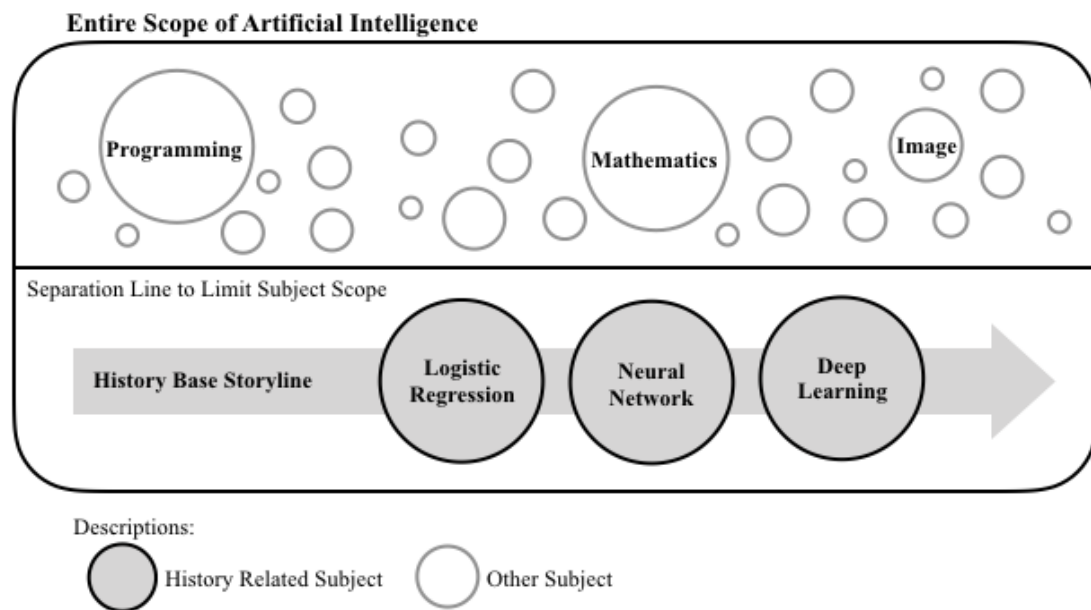 Entire Scope of Artificial Intelligence
Programming
Mathematics
Image
Separation Line to Limit Subject Scope
History Base Storyline
Logistic
Regression
Neural
Network
Deep
Learning
Descriptions:
History Related Subject
Other Subject